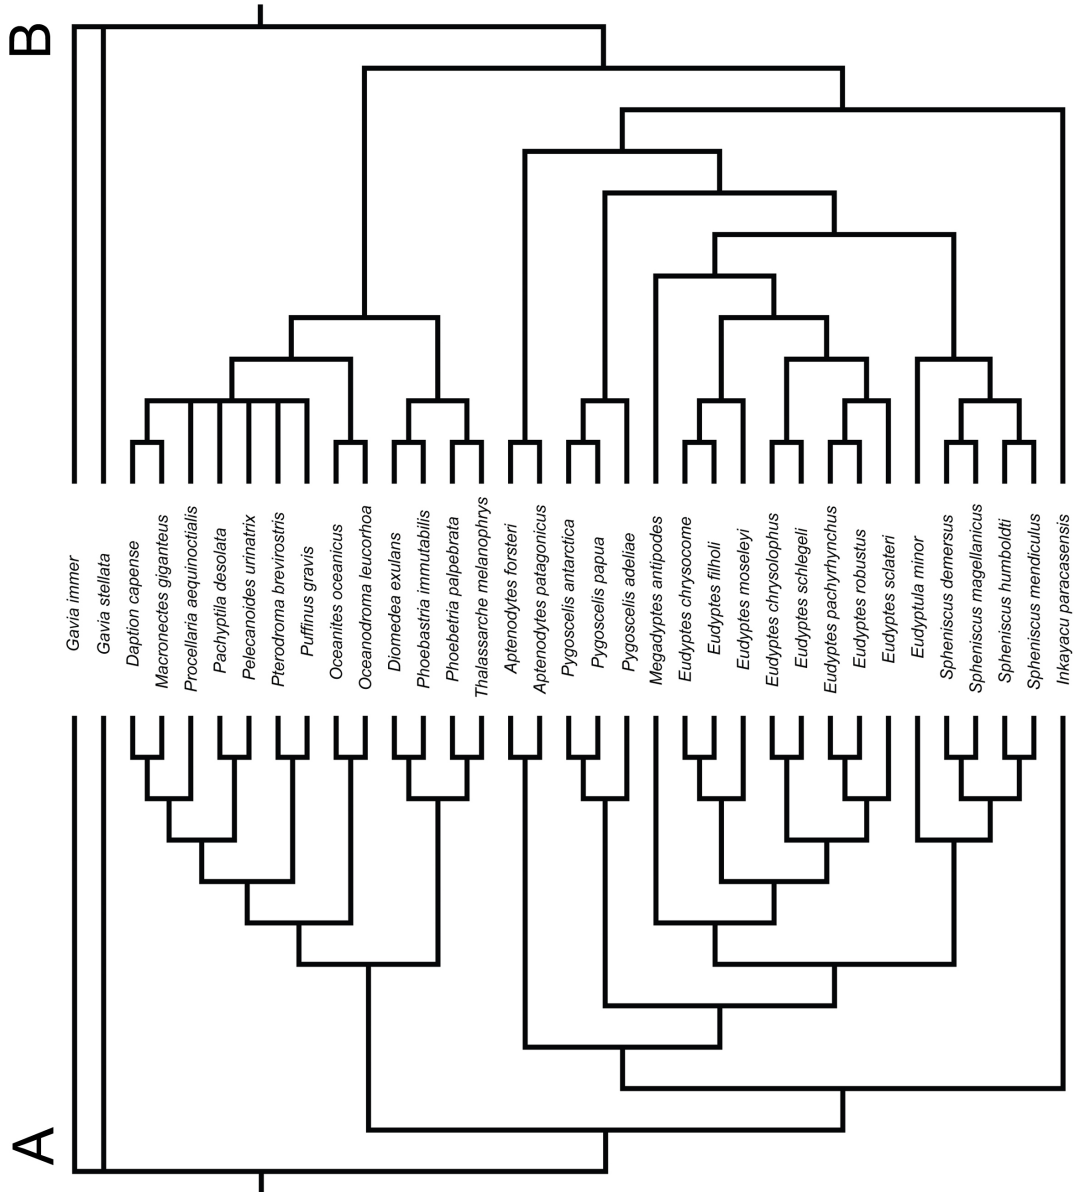 A
B
Gavia immer
Gavia stellata
Daption capense
Macronectes giganteus
Procellaria aequinoctialis
Pachyptila desolata
Pelecanoides urinatrix
Pterodroma brevirostris
Puffinus gravis
Oceanites oceanicus
Oceanodroma leucorhoa
Diomedea exulans
Phoebastria immutabilis
Phoebetria palpebrata
Thalassarche melanophrys
Aptenodytes forsteri
Aptenodytes patagonicus
Pygoscelis antarctica
Pygoscelis papua
Pygoscelis adeliae
Megadyptes antipodes
Eudyptes chrysocome
Eudyptes filholi
Eudyptes moseleyi
Eudyptes chrysolophus
Eudyptes schlegeli
Eudyptes pachyrhynchus
Eudyptes robustus
Eudyptes sclateri
Eudyptula minor
Spheniscus demersus
Spheniscus magellanicus
Spheniscus humboldti
Spheniscus mendiculus
Inkayacu paracasensis